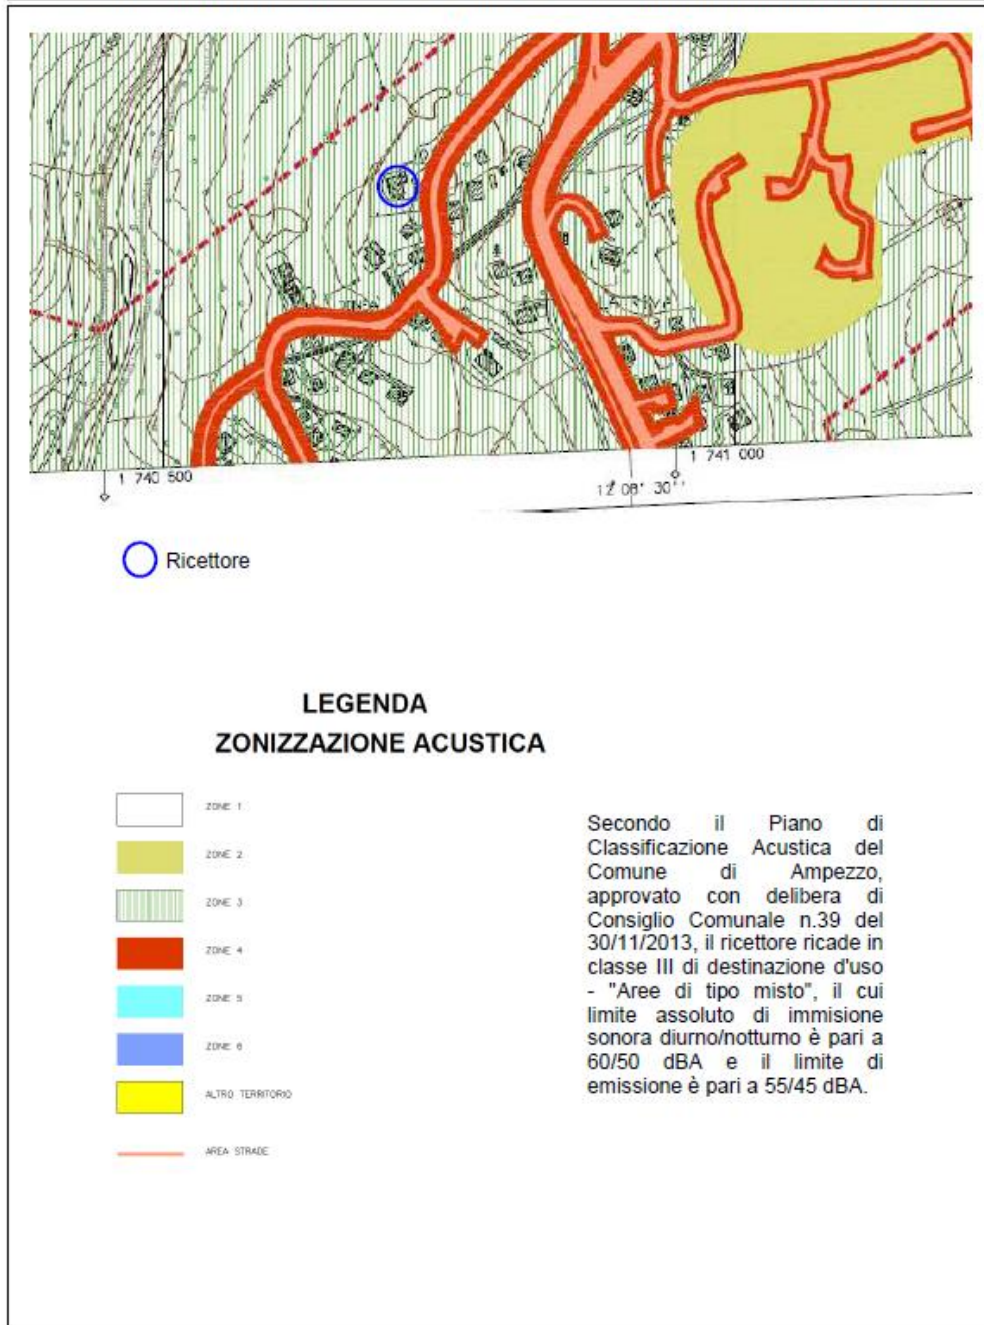 1 740 500
1 741 000
12° 08' 30''
Ricettore
LEGENDA
ZONIZZAZIONE ACUSTICA
ZONE 1
ZONE 2
ZONE 3
ZONE 4
ZONE 5
ZONE 6
ALTRO TERRITORIO
AREA STRADE
Secondo il Piano di
Classificazione Acustica del
Comune di Ampezzo,
approvato con delibera di
Consiglio Comunale n.39 del
30/11/2013, il ricettore ricade in
classe III di destinazione d'uso
- "Aree di tipo misto", il cui
limite assoluto di immisione
sonora diurno/notturno è pari a
60/50 dBA e il limite di
emissione è pari a 55/45 dBA.